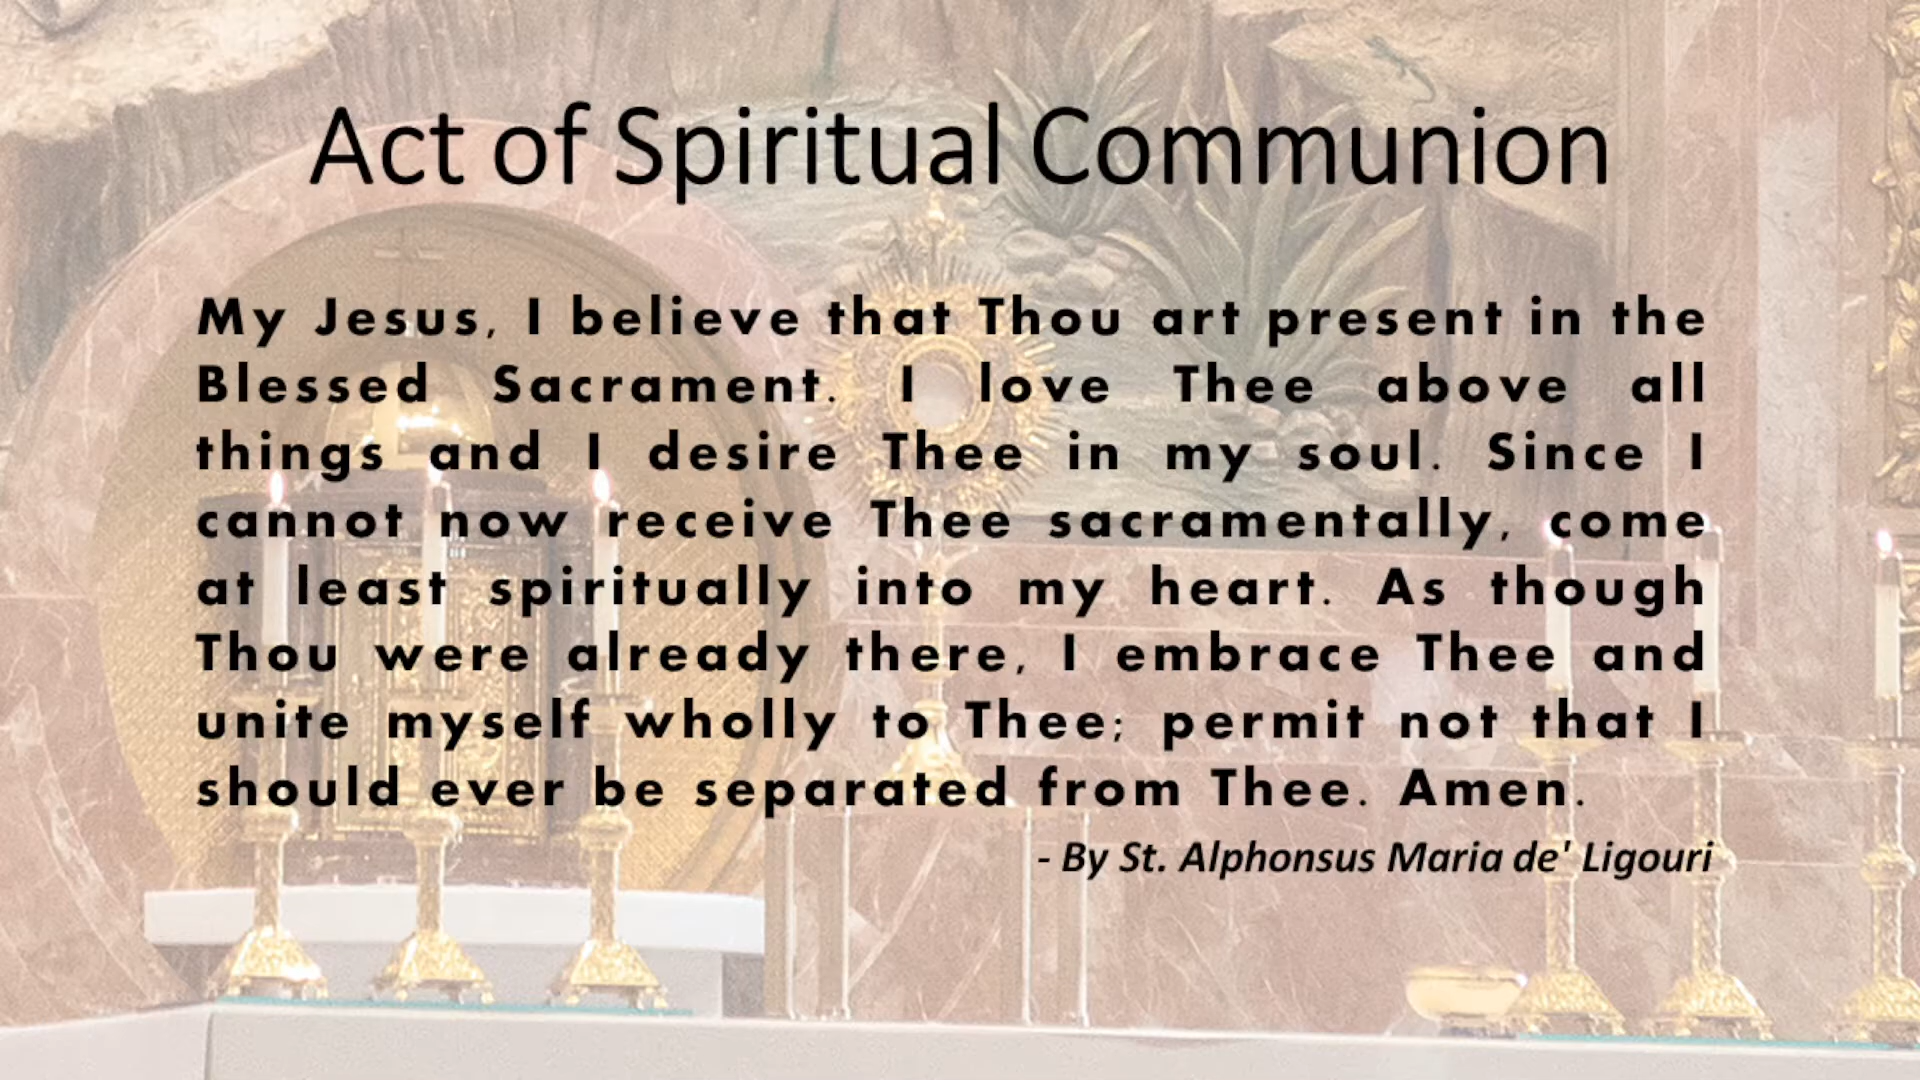 Act of Spiritual Communion
My Jesus, I believe that Thou art present in the
Blessed Sacrament. I love Thee above all
things and I desire Thee in my soul. Since I
cannot now receive Thee sacramentally, come
at least spiritually into my heart. As though
Thou were already there, I embrace Thee and
unite myself wholly to Thee; permit not that I
should ever be separated from Thee. Amen.
- By St. Alphonsus Maria de' Ligouri